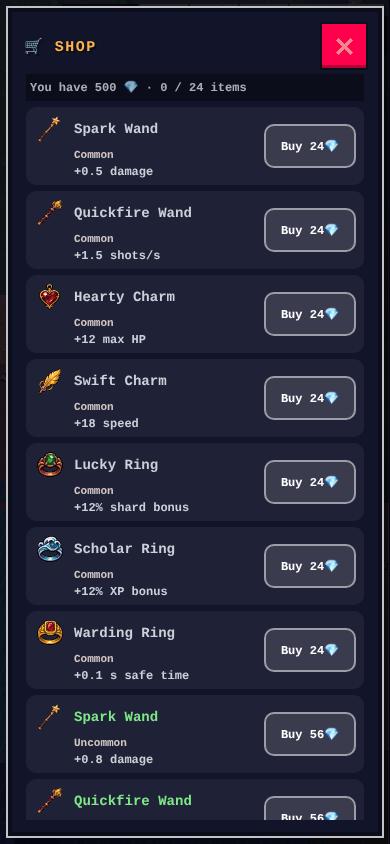 🛒 SHOP
You have 500 💎 · 0 / 24 items
Spark Wand
Common
+0.5 damage
Buy 24💎
Quickfire Wand
Common
+1.5 shots/s
Buy 24💎
Hearty Charm
Common
+12 max HP
Buy 24💎
Swift Charm
Common
+18 speed
Buy 24💎
Lucky Ring
Common
+12% shard bonus
Buy 24💎
Scholar Ring
Common
+12% XP bonus
Buy 24💎
Warding Ring
Common
+0.1 s safe time
Buy 24💎
Spark Wand
Uncommon
+0.8 damage
Buy 56💎
Quickfire Wand
Buy 56💎